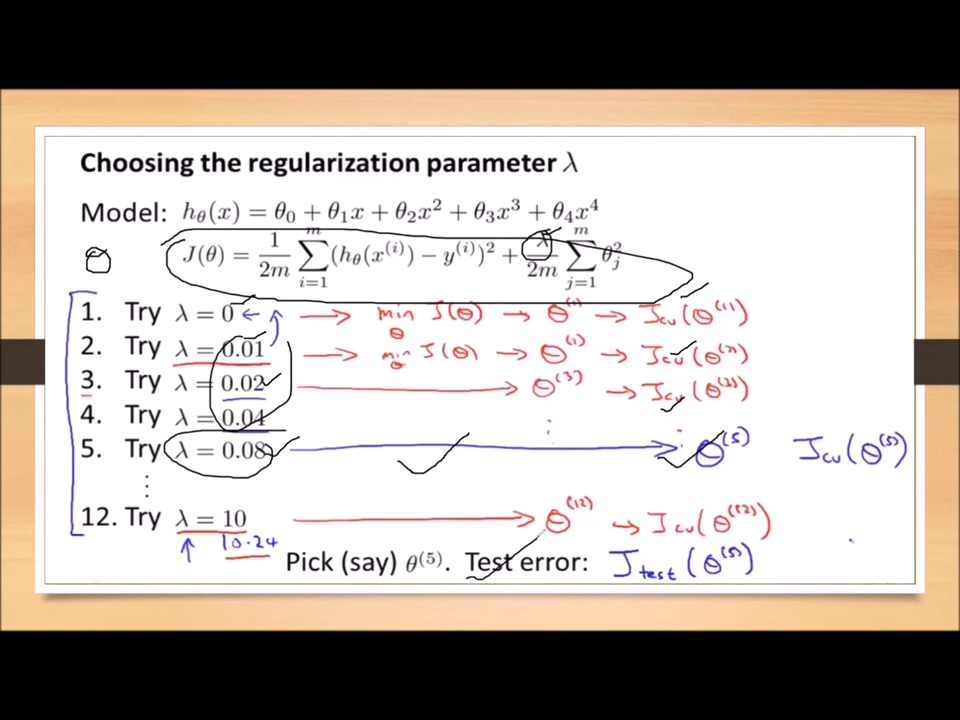 Choosing the regularization parameter λ
Model: hθ(x) = θ₀ + θ₁x + θ₂x² + θ₃x³ + θ₄x⁴
J(θ) = 1/2m ∑ᵢ₌₁ᵐ (hθ(x⁽ⁱ⁾) − y⁽ⁱ⁾)² + λ/2m ∑ⱼ₌₁ᵐ θⱼ²
1. Try λ = 0 ← ↑ → min θ J(Θ) → Θ⁽¹⁾ → Jcv(Θ⁽¹⁾)
2. Try λ = 0.01 → min θ J(Θ) → Θ⁽²⁾ → Jcv(Θ⁽²⁾)
3. Try λ = 0.02 → Θ⁽³⁾ → Jcv(Θ⁽³⁾)
4. Try λ = 0.04 ⋮ ⋮
5. Try λ = 0.08 → Θ⁽⁵⁾ Jcv(Θ⁽⁵⁾)
⋮
12. Try λ = 10 → Θ⁽¹²⁾ → Jcv(Θ⁽¹²⁾)
↑ 10.24
Pick (say) θ⁽⁵⁾. Test error: Jtest(Θ⁽⁵⁾)